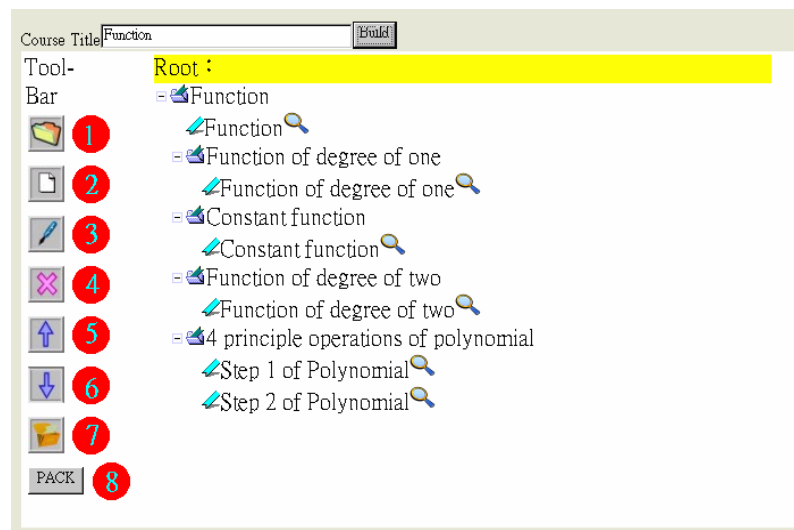 Course Title Function Build
Tool-
Bar
Root：
Function
1
Function
Function of degree of one
2
Function of degree of one
Constant function
3
Constant function
4
Function of degree of two
Function of degree of two
5
4 principle operations of polynomial
Step 1 of Polynomial
6
Step 2 of Polynomial
7
PACK 8